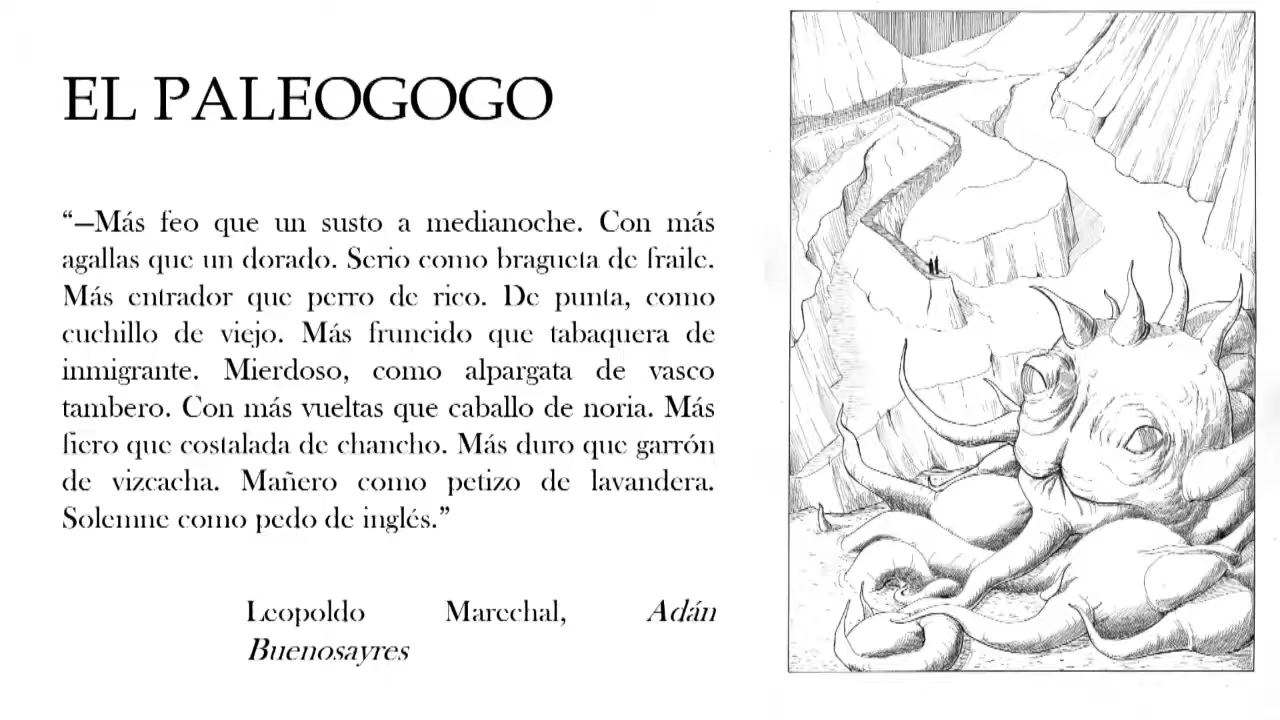 EL PALEOGOGO
“—Más feo que un susto a medianoche. Con más
agallas que un dorado. Serio como bragueta de fraile.
Más entrador que perro de rico. De punta, como
cuchillo de viejo. Más fruncido que tabaquera de
inmigrante. Mierdoso, como alpargata de vasco
tambero. Con más vueltas que caballo de noria. Más
fiero que costalada de chancho. Más duro que garrón
de vizcacha. Mañero como petizo de lavandera.
Solemne como pedo de inglés.”
Leopoldo Marechal, Adán
Buenosayres